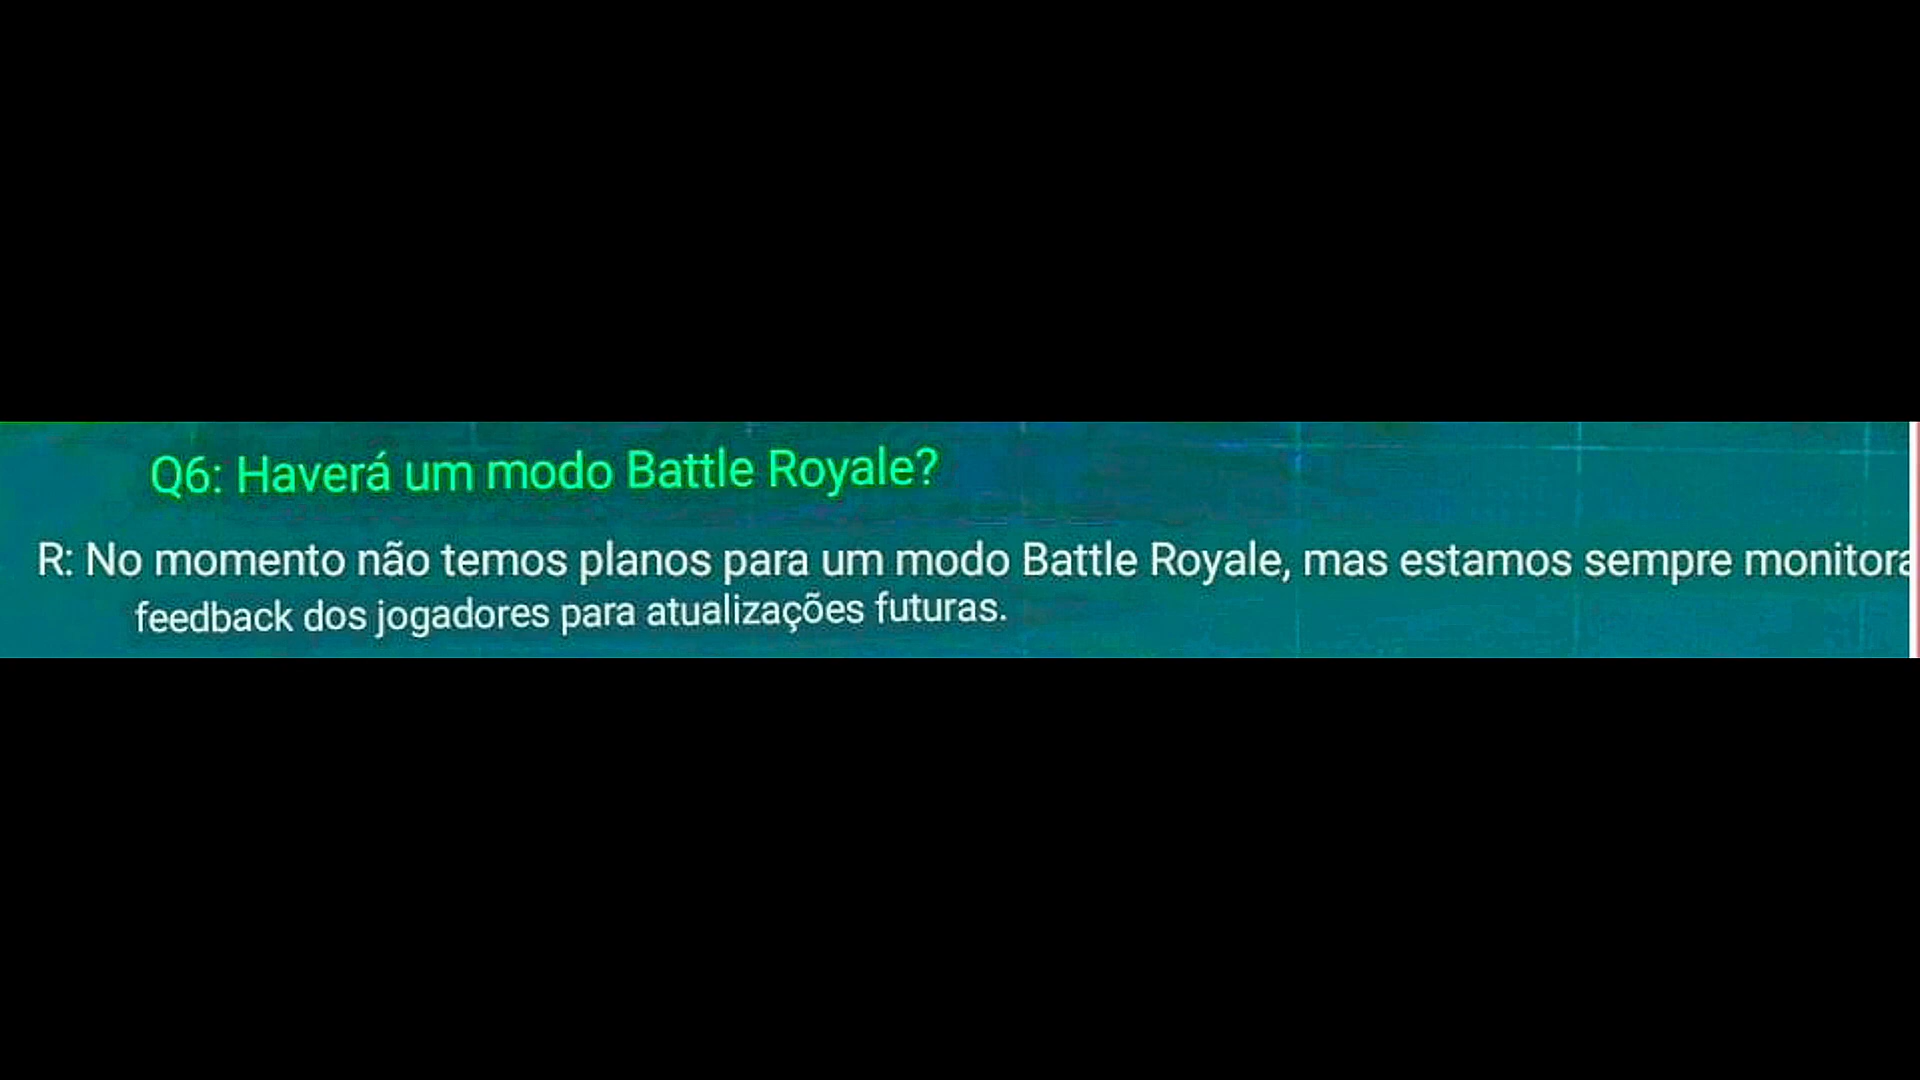 Q6: Haverá um modo Battle Royale?
R: No momento não temos planos para um modo Battle Royale, mas estamos sempre
feedback dos jogadores para atualizações futuras.